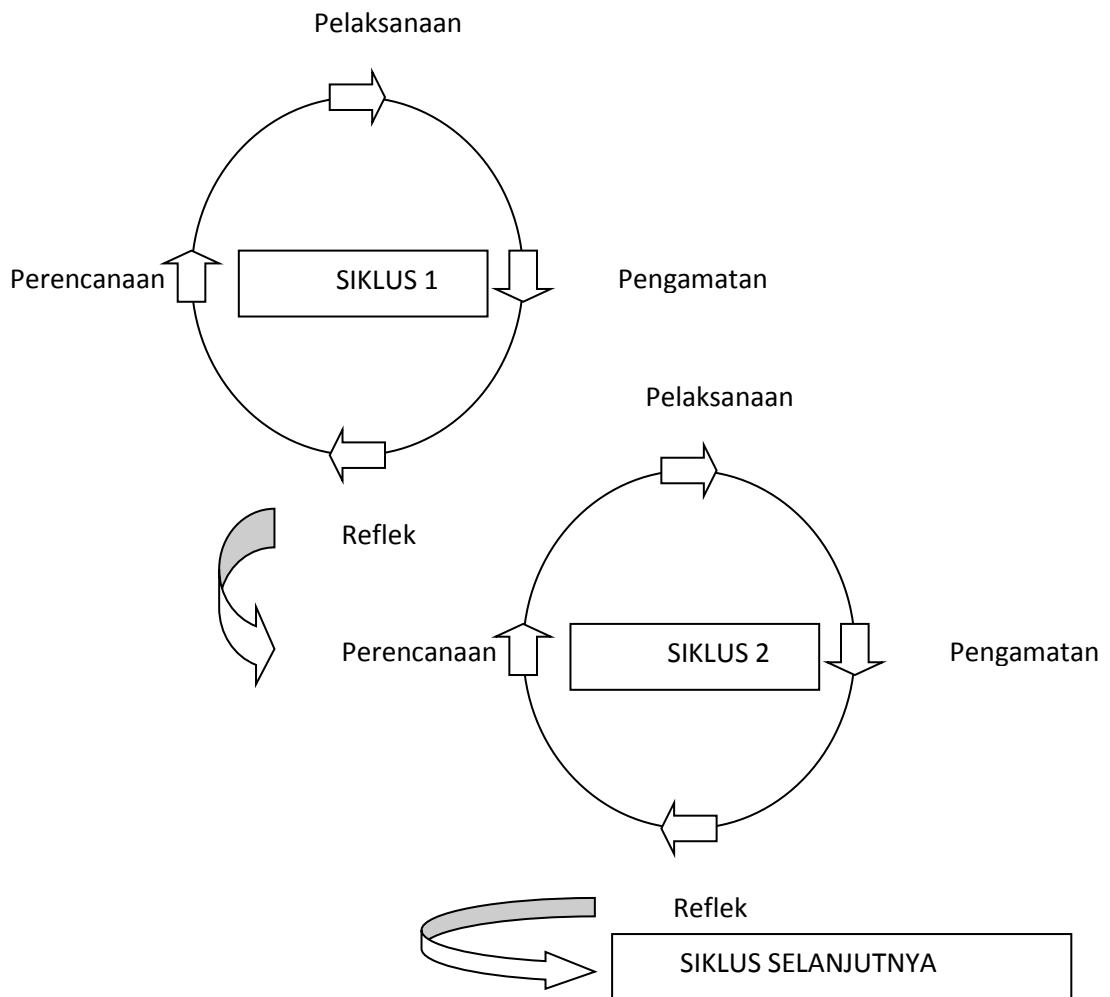 Pelaksanaan
Perencanaan
SIKLUS 1
Pengamatan
Pelaksanaan
Reflek
Perencanaan
SIKLUS 2
Pengamatan
Reflek
SIKLUS SELANJUTNYA